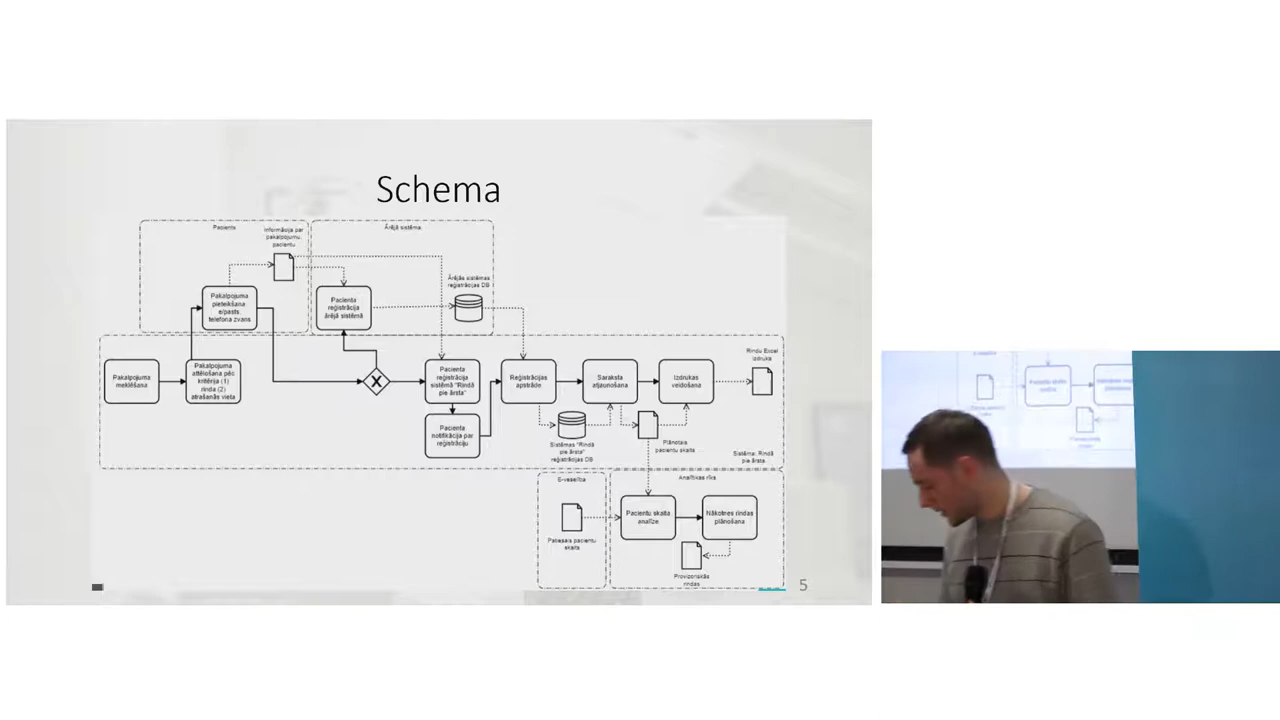 Schema
Pacients
Informācija par
pakalpojumu,
pacientu
Ārējā sistēma
Pakalpojuma
pieteikšana
e/pasts,
telefona zvans
Pacienta
reģistrācija
ārējā sistēmā
Ārējās sistēmas
reģistrācijas DB
Pakalpojuma
meklēšana
Pakalpojuma
attēlošana pēc
kritērija (1)
rinda (2)
atrašanās vieta
X
Pacienta
reģistrācija
sistēmā "Rindā
pie ārsta"
Pacienta
notifikācija par
reģistrāciju
Reģistrācijas
apstrāde
Saraksta
atjaunošana
Izdrukas
veidošana
Rindu Excel
izdruka
Sistēmas "Rindā
pie ārsta"
reģistrācijas DB
Plānotais
pacientu skaits
Sistēma: Rindā
pie ārsta
E-veselība
Patiesais pacientu
skaits
Analītikas rīks
Pacientu skaita
analīze
Nākotnes rindas
plānošana
Provizoriskās
rindas
5